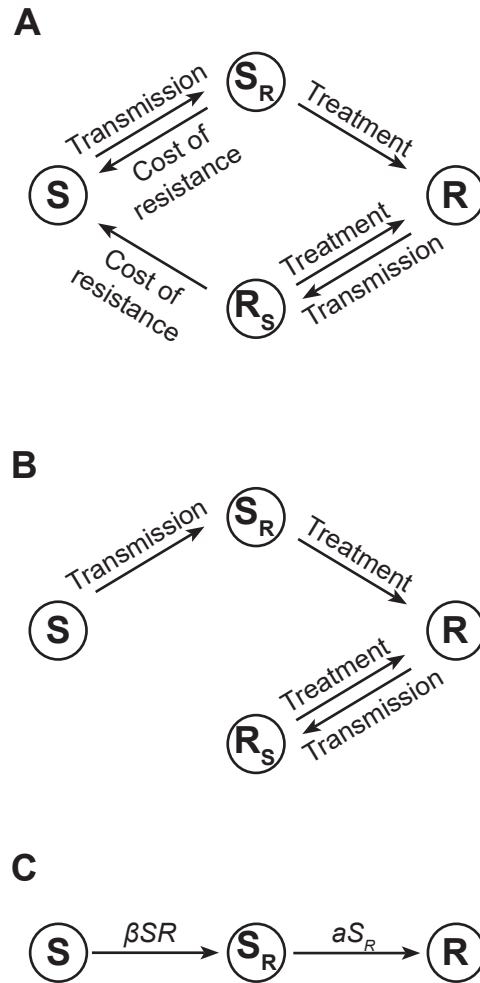 A
Transmission
S_R
Treatment
Cost of
resistance
S
R
Cost of
resistance
R_S
Treatment
Transmission
B
Transmission
S_R
Treatment
S
R
Treatment
Transmission
R_S
C
S
βSR
S_R
aS_R
R